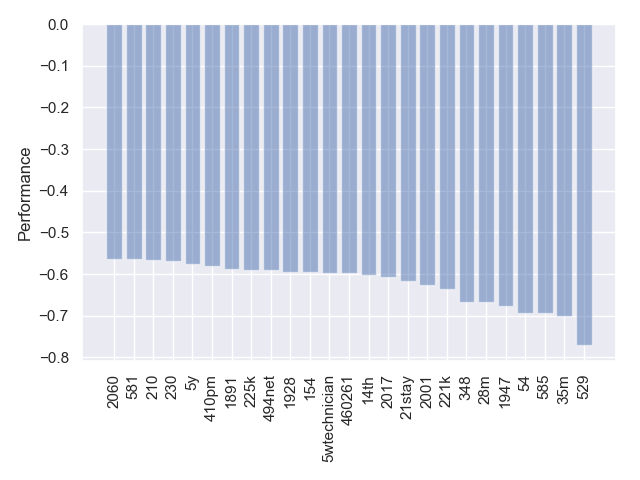 0.0
−0.1
−0.2
−0.3
−0.4
−0.5
−0.6
−0.7
−0.8
Performance
2060
581
210
230
5y
410pm
1891
225k
494net
1928
154
5wtechnician
460261
14th
2017
21stay
2001
221k
348
28m
1947
54
585
35m
529